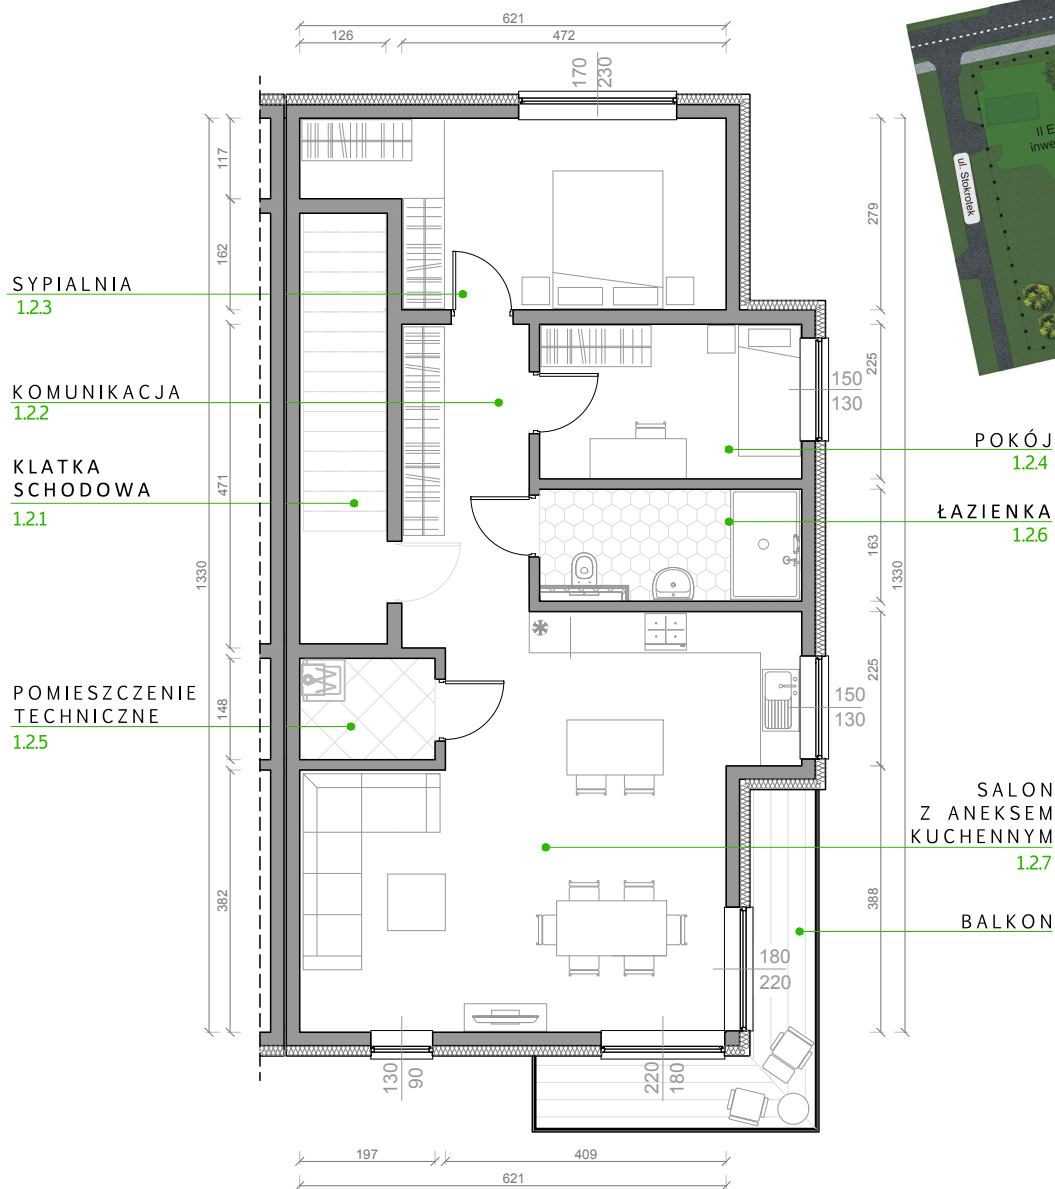 621
126
472
170
230
117
162
471
1330
148
382
279
225
150
130
163
1330
225
150
130
388
180
220
130
90
220
180
197
409
621
SYPIALNIA
1.2.3
KOMUNIKACJA
1.2.2
KLATKA
SCHODOWA
1.2.1
POMIESZCZENIE
TECHNICZNE
1.2.5
POKÓJ
1.2.4
ŁAZIENKA
1.2.6
SALON
Z ANEKSEM
KUCHENNYM
1.2.7
BALKON
ul. Stokrotek
II E
inwe